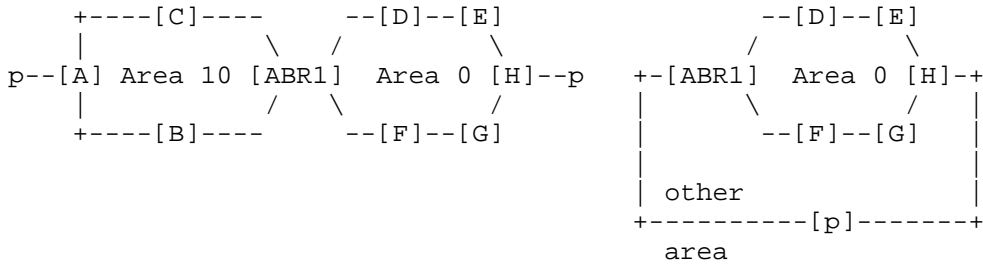 +----[C]----     --[D]--[E]                --[D]--[E]
    |           \   /          \              /          \
p--[A] Area 10 [ABR1]  Area 0 [H]--p   +-[ABR1]  Area 0 [H]-+
    |           /   \          /       |      \          /  |
    +----[B]----     --[F]--[G]        |       --[F]--[G]   |
                                       |                    |
                                       | other              |
                                       +----------[p]-------+
                                         area